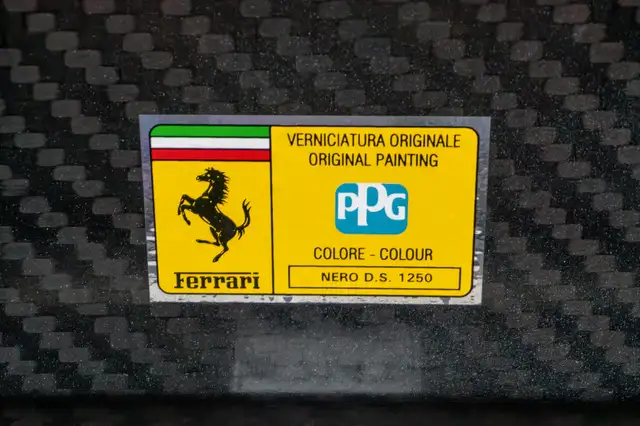 VERNICIATURA ORIGINALE
ORIGINAL PAINTING
PPG
COLORE - COLOUR
NERO D.S. 1250
Ferrari